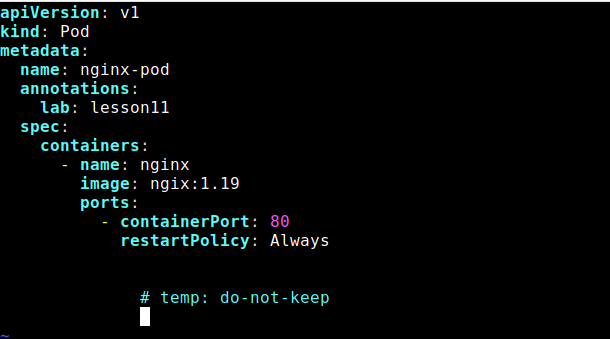 apiVersion: v1
kind: Pod
metadata:
  name: nginx-pod
  annotations:
    lab: lesson11
  spec:
    containers:
      - name: nginx
        image: ngix:1.19
        ports:
          - containerPort: 80
            restartPolicy: Always
              # temp: do-not-keep
~